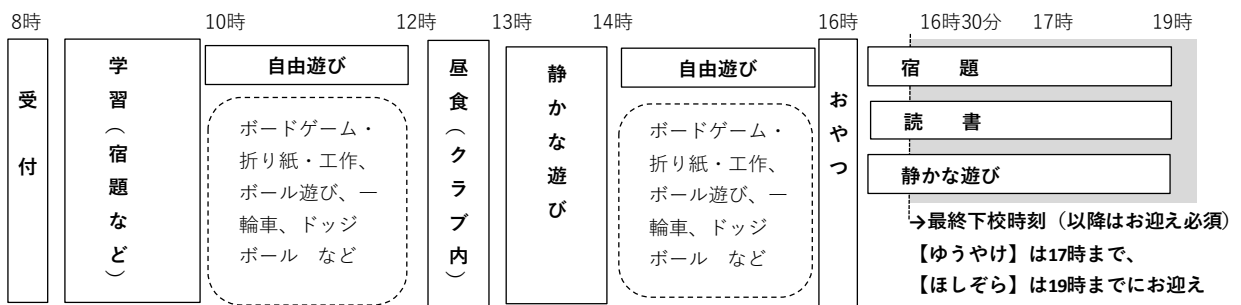 8時 10時 12時 13時 14時 16時 16時30分 17時 19時
受付
学習（宿題など）
自由遊び
ボードゲーム・
折り紙・工作、
ボール遊び、一
輪車、ドッジ
ボール　など
昼食（クラブ内）
静かな遊び
自由遊び
ボードゲーム・
折り紙・工作、
ボール遊び、一
輪車、ドッジ
ボール　など
おやつ
宿　題
読　書
静かな遊び
→最終下校時刻（以降はお迎え必須）
【ゆうやけ】は17時まで、
【ほしぞら】は19時までにお迎え